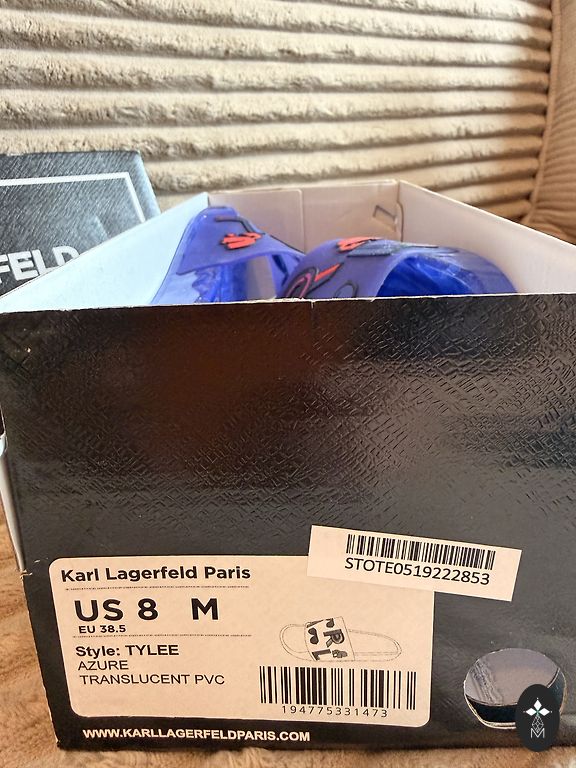 FELD
STOTE0519222853
Karl Lagerfeld Paris
US 8 M
EU 38.5
Style: TYLEE
AZURE
TRANSLUCENT PVC
194775331473
WWW.KARLLAGERFELDPARIS.COM
M